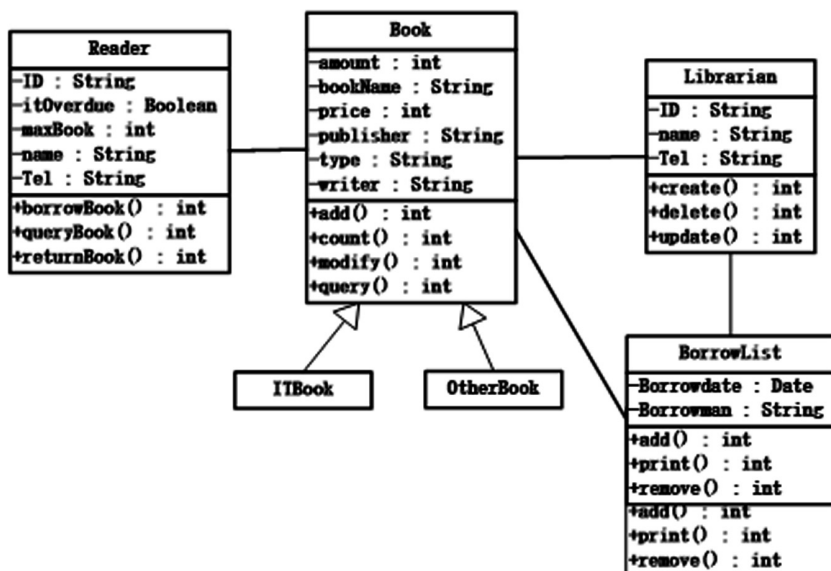 Reader
-ID : String
-itOverdue : Boolean
-maxBook : int
-name : String
-Tel : String
+borrowBook() : int
+queryBook() : int
+returnBook() : int
Book
-amount : int
-bookName : String
-price : int
-publisher : String
-type : String
-writer : String
+add() : int
+count() : int
+modify() : int
+query() : int
Librarian
-ID : String
-name : String
-Tel : String
+create() : int
+delete() : int
+update() : int
ITBook
OtherBook
BorrowList
-Borrowdate : Date
-Borrowman : String
+add() : int
+print() : int
+remove() : int
+add() : int
+print() : int
+remove() : int